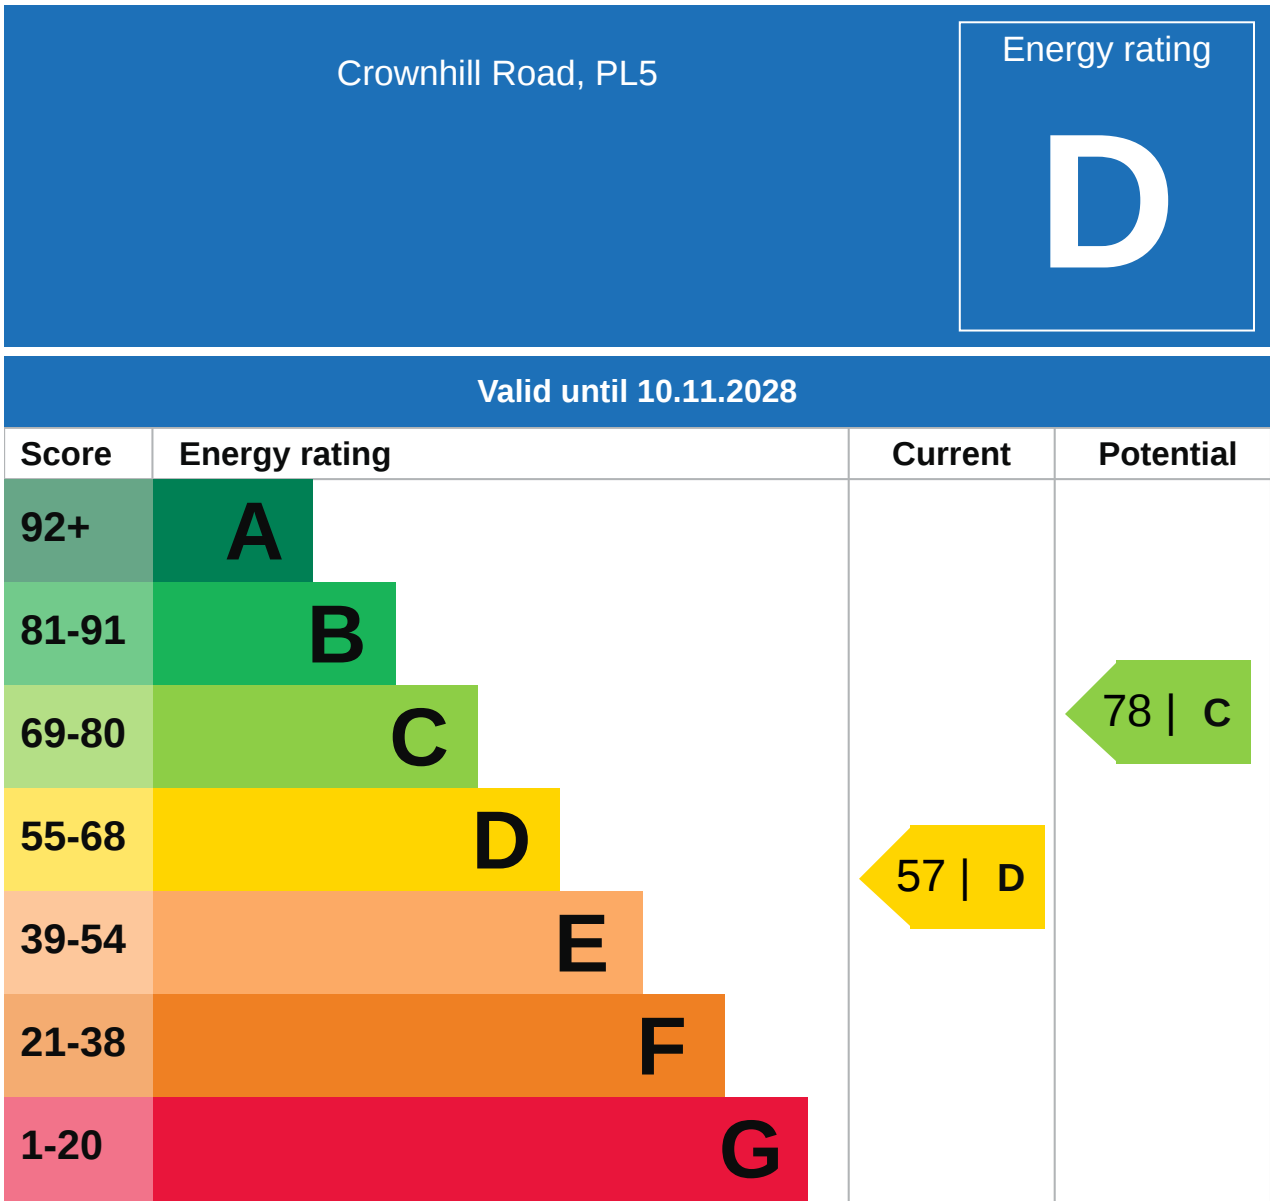 Crownhill Road, PL5
Energy rating
D
Valid until 10.11.2028
Score Energy rating Current Potential
92+ A
81-91 B
69-80 C
78 | C
55-68 D
57 | D
39-54 E
21-38 F
1-20 G